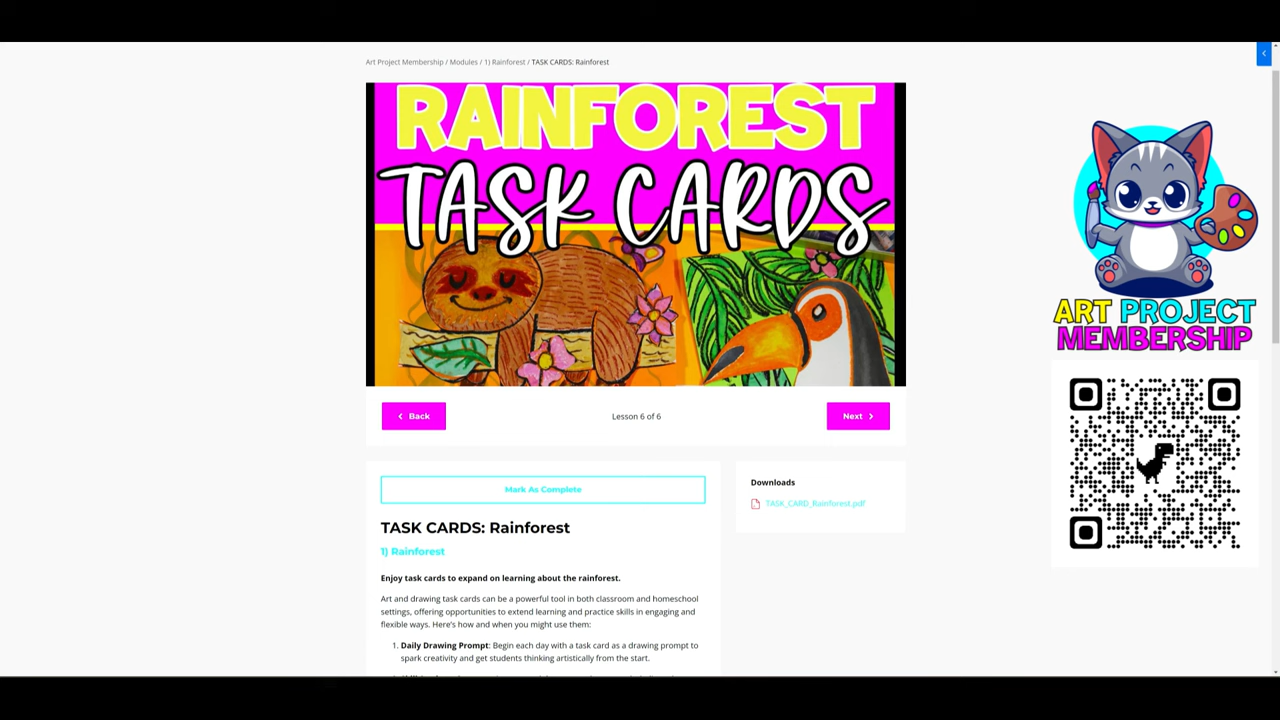 Art Project Membership / Modules / 1) Rainforest / TASK CARDS: Rainforest
RAINFOREST
TASK CARDS
Back
Lesson 6 of 6
Next
Mark As Complete
TASK CARDS: Rainforest
1) Rainforest
Enjoy task cards to expand on learning about the rainforest.
Art and drawing task cards can be a powerful tool in both classroom and homeschool
settings, offering opportunities to extend learning and practice skills in engaging and
flexible ways. Here's how and when you might use them:
1. Daily Drawing Prompt: Begin each day with a task card as a drawing prompt to
spark creativity and get students thinking artistically from the start.
Downloads
TASK_CARD_Rainforest.pdf
ART PROJECT
MEMBERSHIP